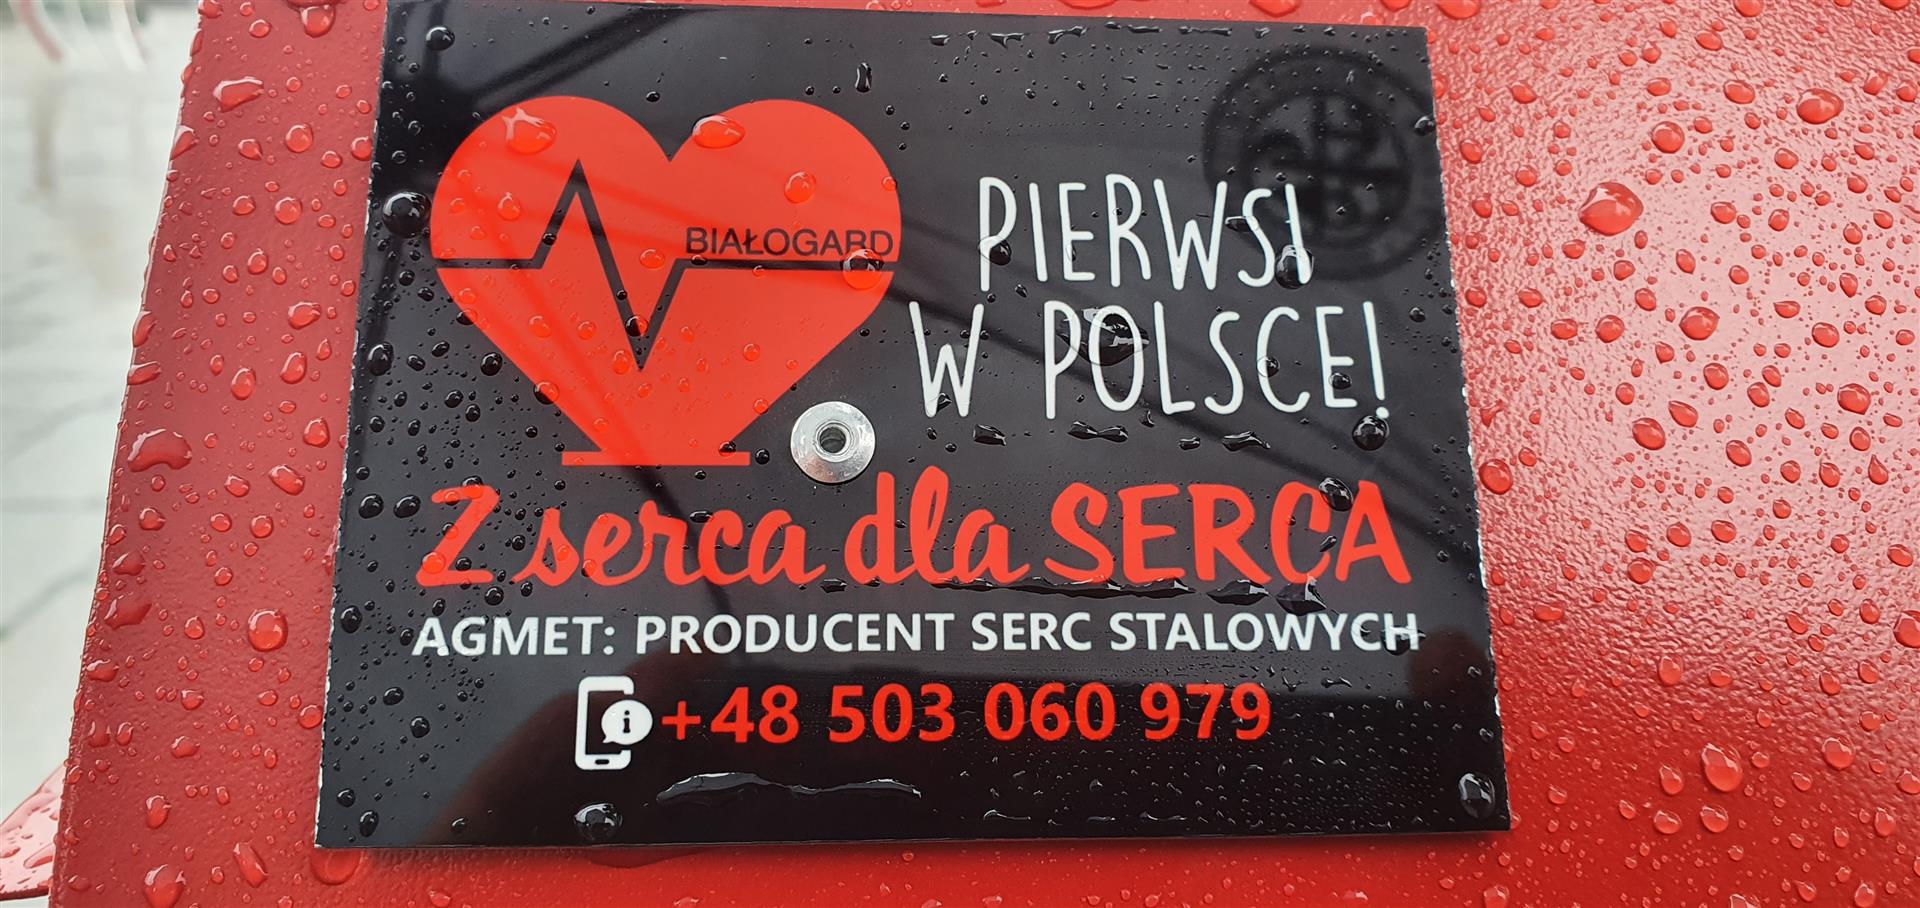 BIAŁOGARD
PIERWSI
W POLSCE!
Z serca dla SERCA
AGMET: PRODUCENT SERC STALOWYCH
i +48 503 060 979